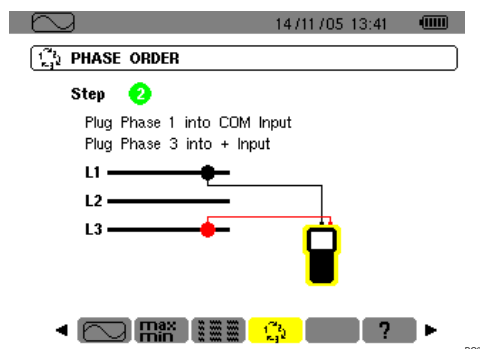 14/11/05 13:41
PHASE ORDER
Step 2
Plug Phase 1 into COM Input
Plug Phase 3 into + Input
L1
L2
L3
max
min
?